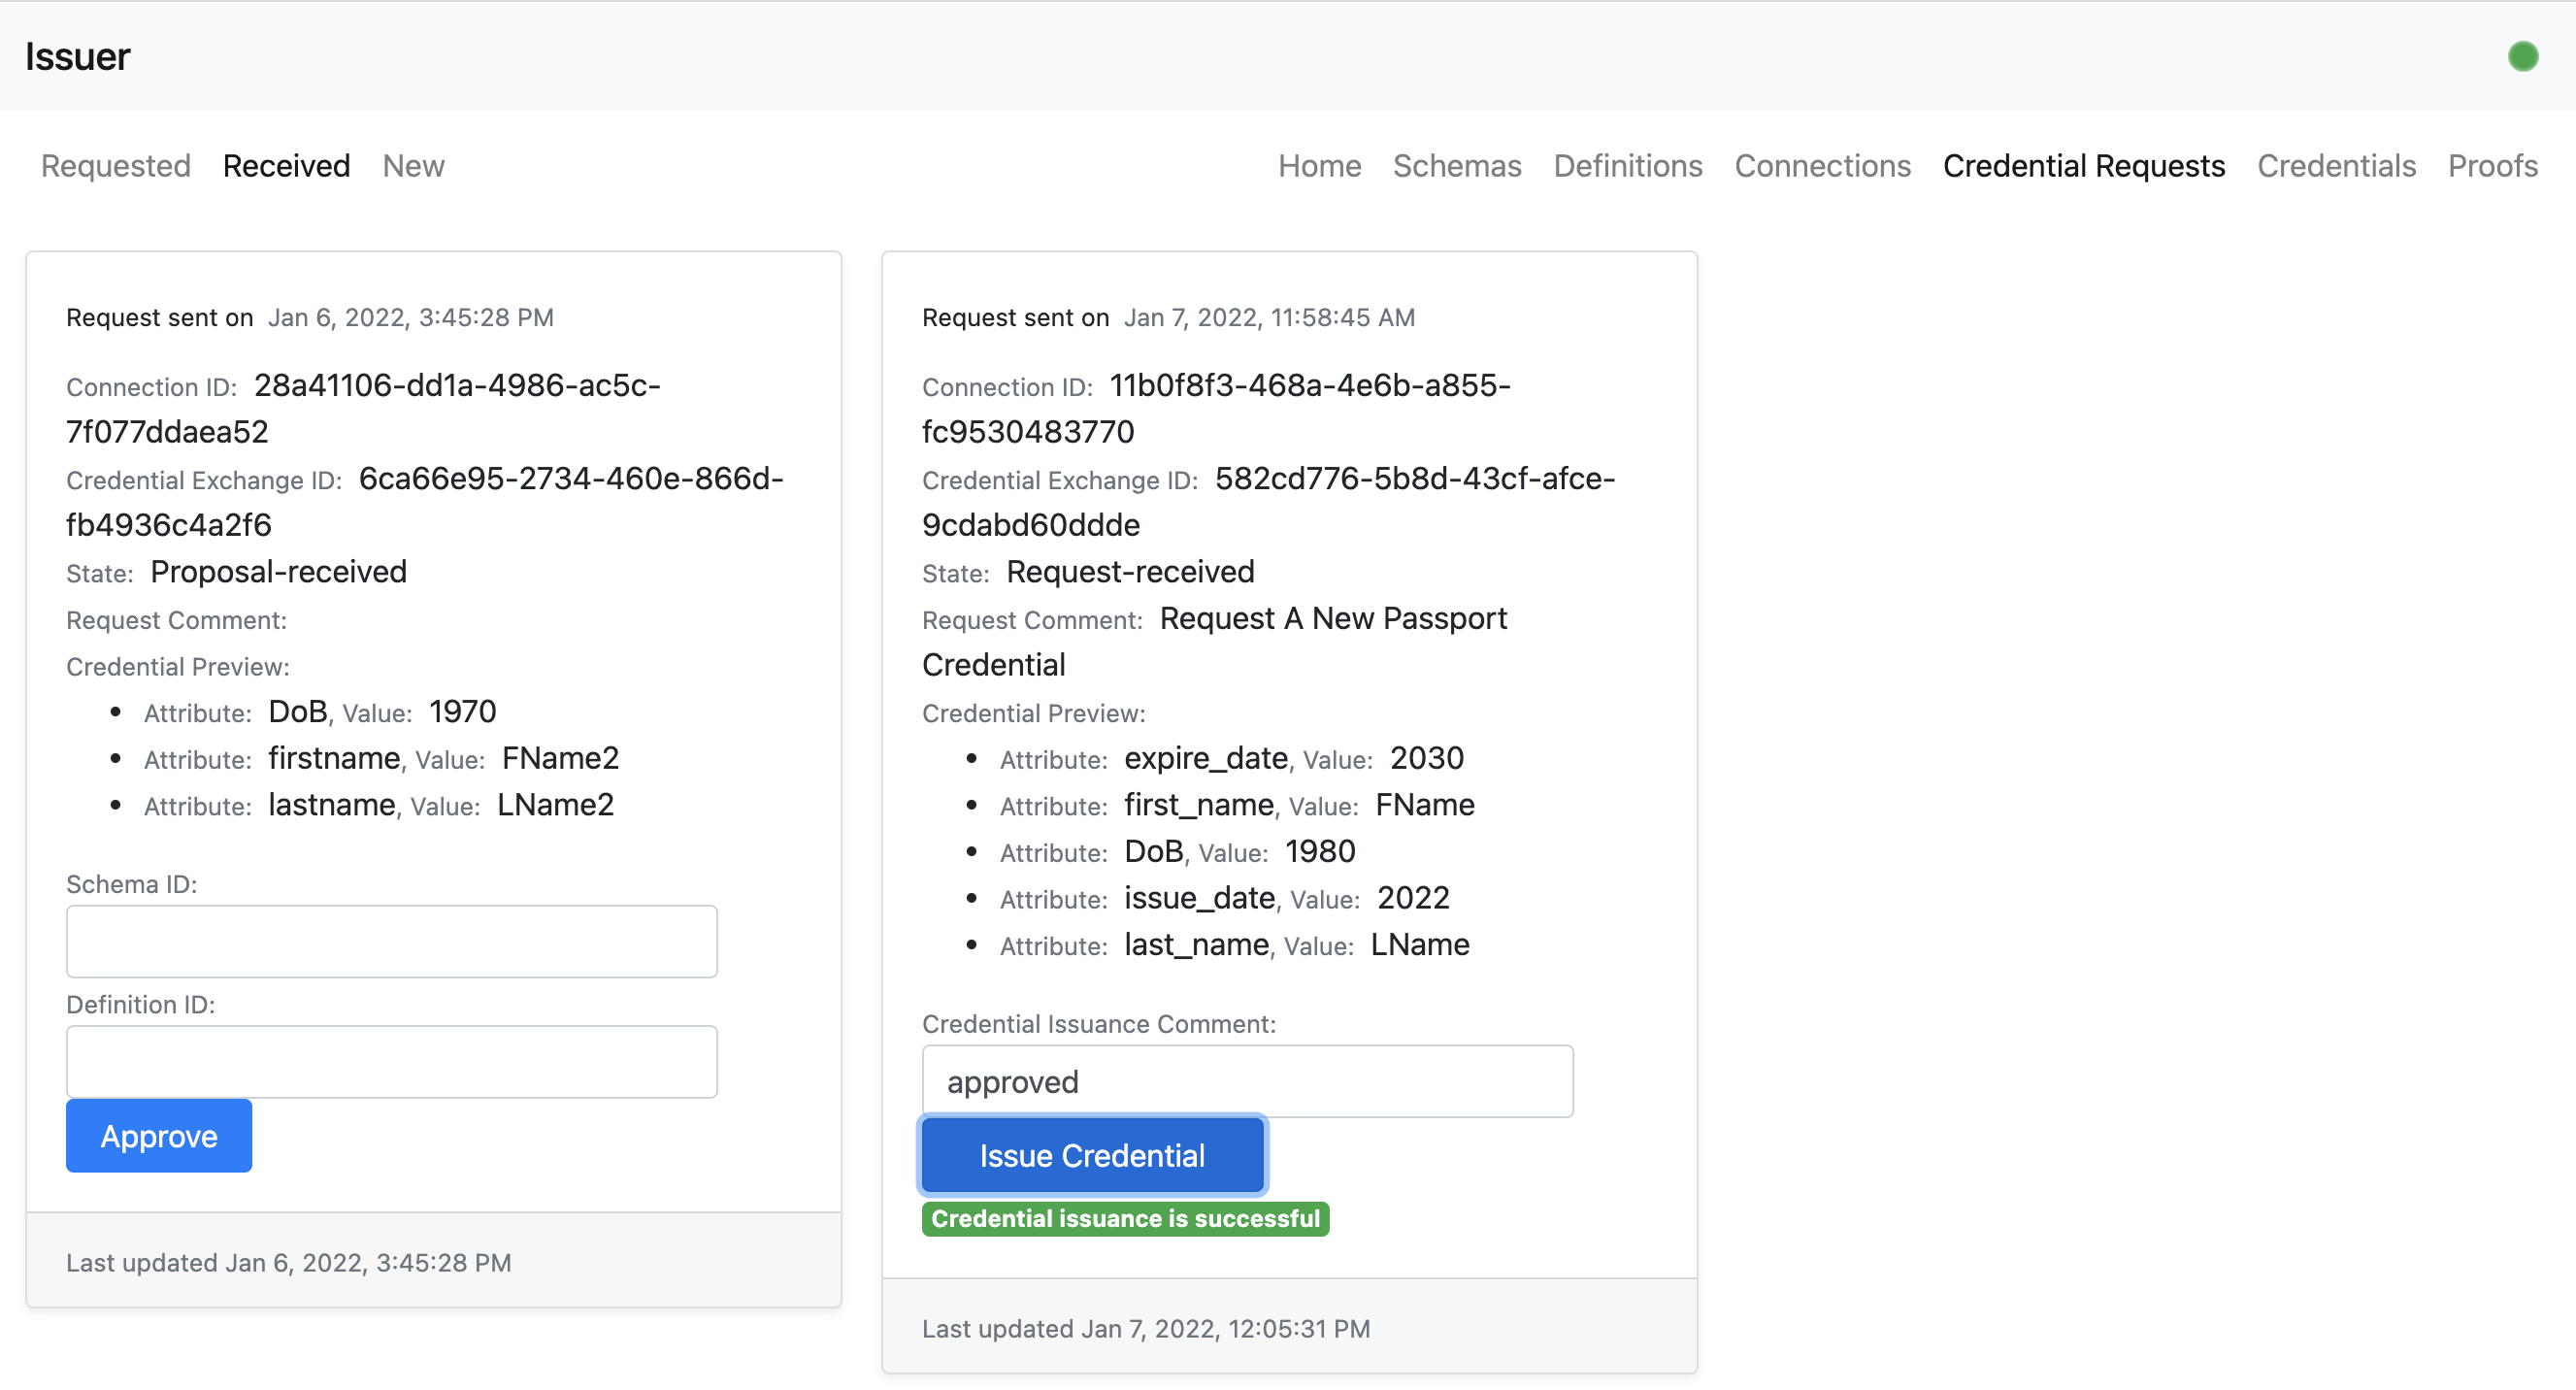 Issuer
Requested Received New Home Schemas Definitions Connections Credential Requests Credentials Proofs
Request sent on Jan 6, 2022, 3:45:28 PM
Connection ID: 28a41106-dd1a-4986-ac5c-
7f077ddaea52
Credential Exchange ID: 6ca66e95-2734-460e-866d-
fb4936c4a2f6
State: Proposal-received
Request Comment:
Credential Preview:
• Attribute: DoB, Value: 1970
• Attribute: firstname, Value: FName2
• Attribute: lastname, Value: LName2
Schema ID:
Definition ID:
Approve
Last updated Jan 6, 2022, 3:45:28 PM
Request sent on Jan 7, 2022, 11:58:45 AM
Connection ID: 11b0f8f3-468a-4e6b-a855-
fc9530483770
Credential Exchange ID: 582cd776-5b8d-43cf-afce-
9cdabd60ddde
State: Request-received
Request Comment: Request A New Passport
Credential
Credential Preview:
• Attribute: expire_date, Value: 2030
• Attribute: first_name, Value: FName
• Attribute: DoB, Value: 1980
• Attribute: issue_date, Value: 2022
• Attribute: last_name, Value: LName
Credential Issuance Comment:
approved
Issue Credential
Credential issuance is successful
Last updated Jan 7, 2022, 12:05:31 PM